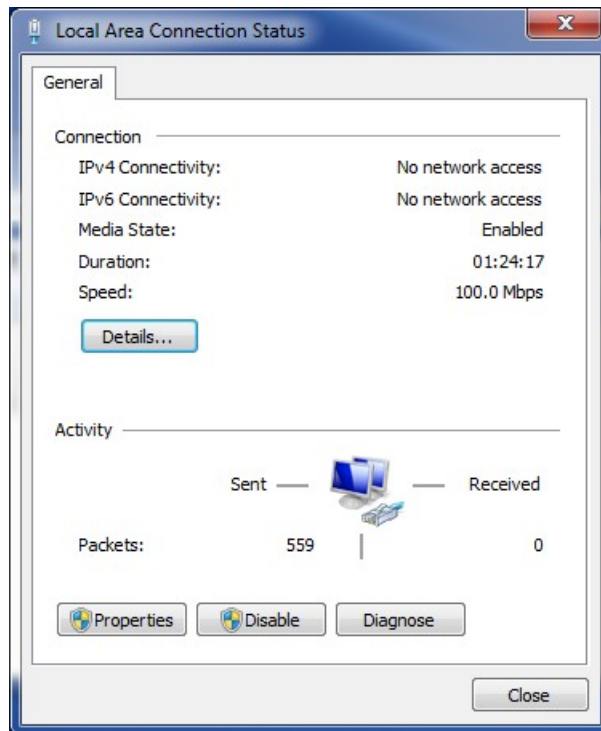 Local Area Connection Status
General
Connection
IPv4 Connectivity: No network access
IPv6 Connectivity: No network access
Media State: Enabled
Duration: 01:24:17
Speed: 100.0 Mbps
Details...
Activity
Sent Received
Packets: 559 0
Properties Disable Diagnose
Close